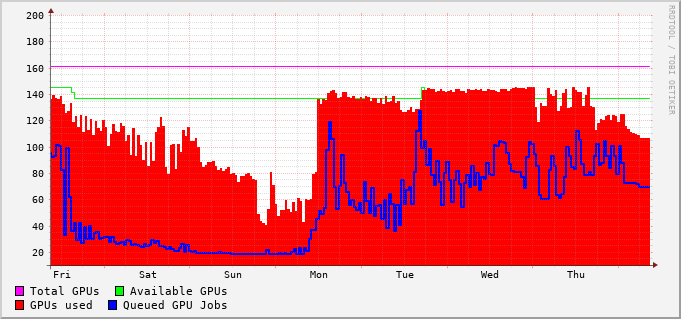 200
180
160
140
120
100
80
60
40
20
Fri Sat Sun Mon Tue Wed Thu
Total GPUs Available GPUs
GPUs used Queued GPU Jobs
RRDTOOL / TOBI OETIKER